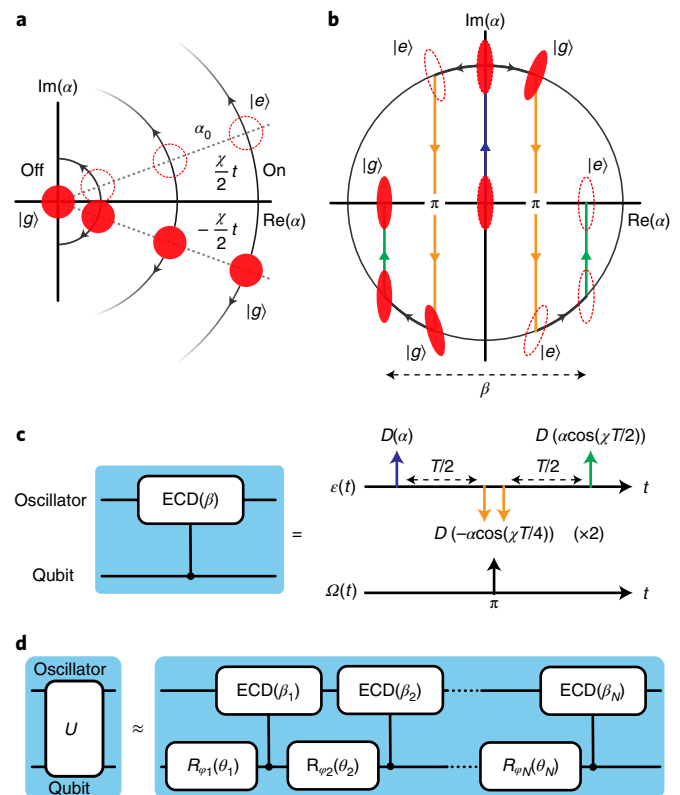 a
Im(α)
|e⟩
α₀
Off
χ/2 t
On
|g⟩
Re(α)
−χ/2 t
|g⟩
b
Im(α)
|e⟩
|g⟩
|g⟩
|e⟩
π
π
Re(α)
|g⟩
|e⟩
β
c
Oscillator
ECD(β)
Qubit
=
D(α)
D (αcos(χT/2))
T/2
T/2
ε(t)
t
D (−αcos(χT/4)) (×2)
Ω(t)
t
π
d
Oscillator
U
Qubit
≈
ECD(β₁)
ECD(β₂)
ECD(βN)
Rφ1(θ₁)
Rφ2(θ₂)
RφN(θN)